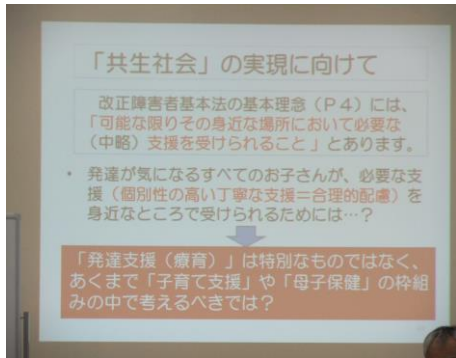 「共生社会」の実現に向けて
改正障害者基本法の基本理念（Ｐ４）には、
「可能な限りその身近な場所において必要な
（中略）支援を受けられること」とあります。
・ 発達が気になるすべてのお子さんが、必要な支
援（個別性の高い丁寧な支援＝合理的配慮）を
身近なところで受けられるためには…？
「発達支援（療育）」は特別なものではなく、
あくまで「子育て支援」や「母子保健」の枠組
みの中で考えるべきでは？